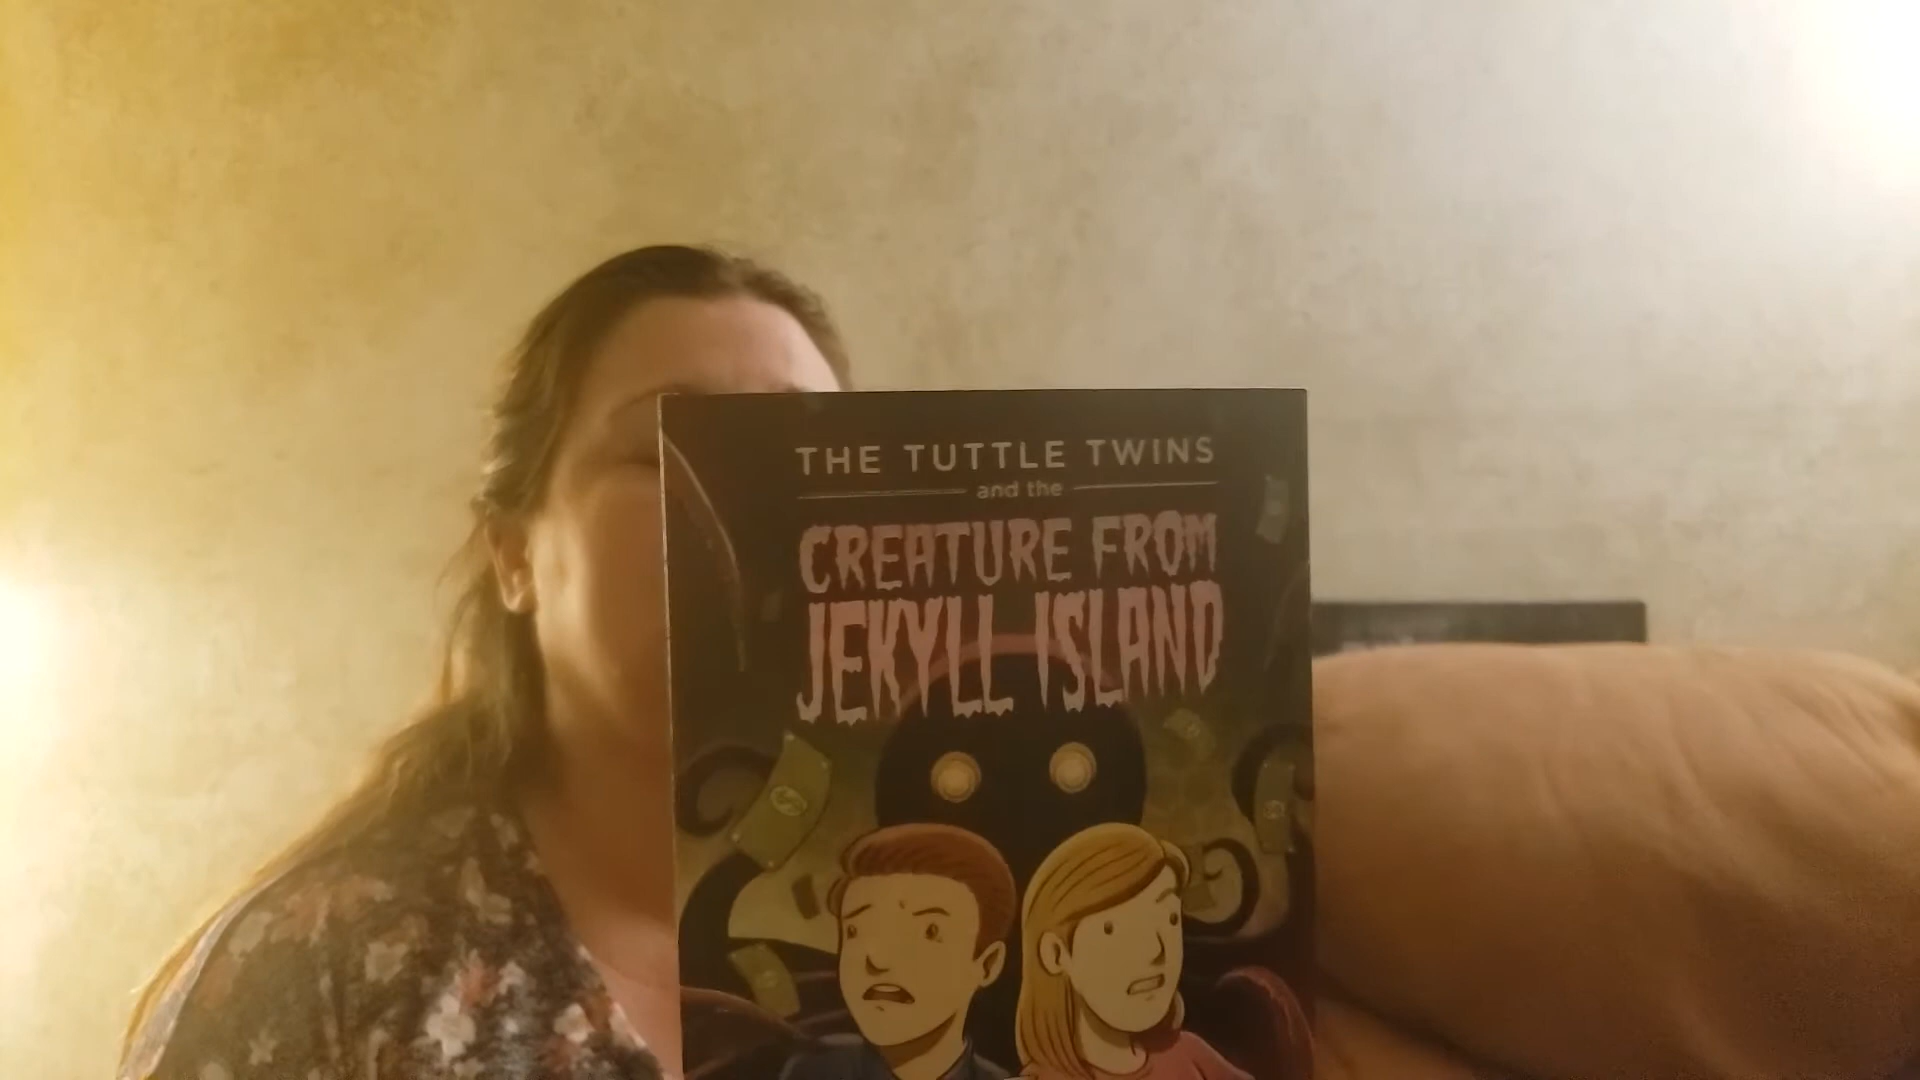 THE TUTTLE TWINS
and the
CREATURE FROM
JEKYLL ISLAND